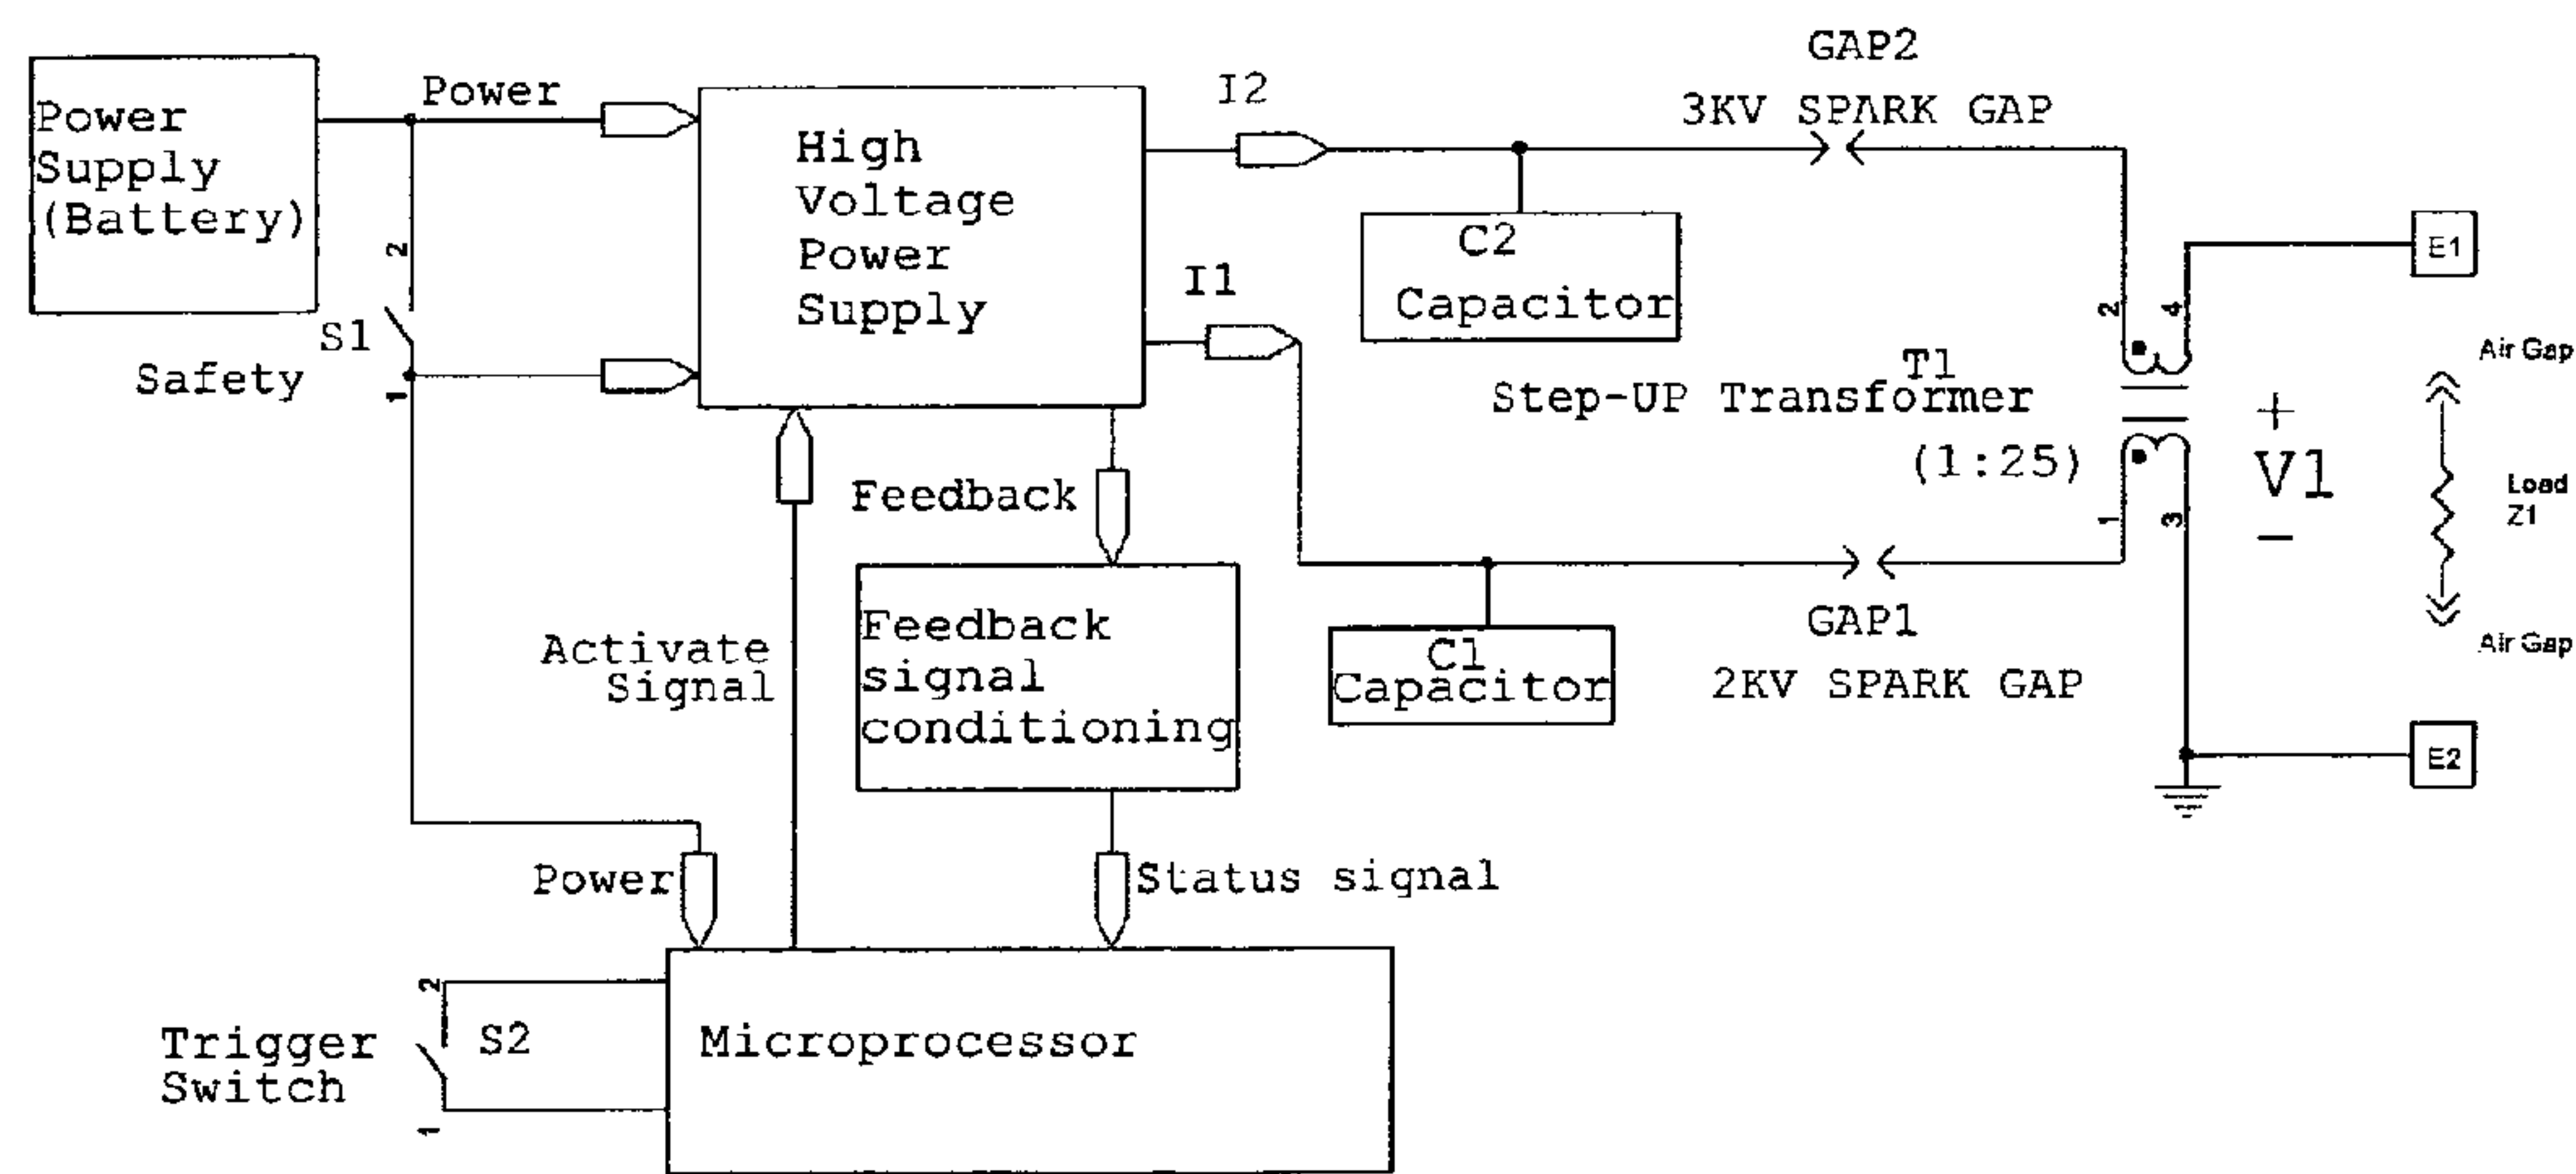 Power
Supply
(Battery)
Power
2
S1
Safety
1
High
Voltage
Power
Supply
I2
I1
GAP2
3KV SPARK GAP
C2
Capacitor
T1
Step-UP Transformer
(1:25)
2
4
1
3
+
V1
−
E1
Air Gap
Load
Z1
Air Gap
E2
GAP1
2KV SPARK GAP
C1
Capacitor
Feedback
Feedback
signal
conditioning
Activate
Signal
Power
Status signal
Trigger
Switch
2
S2
1
Microprocessor